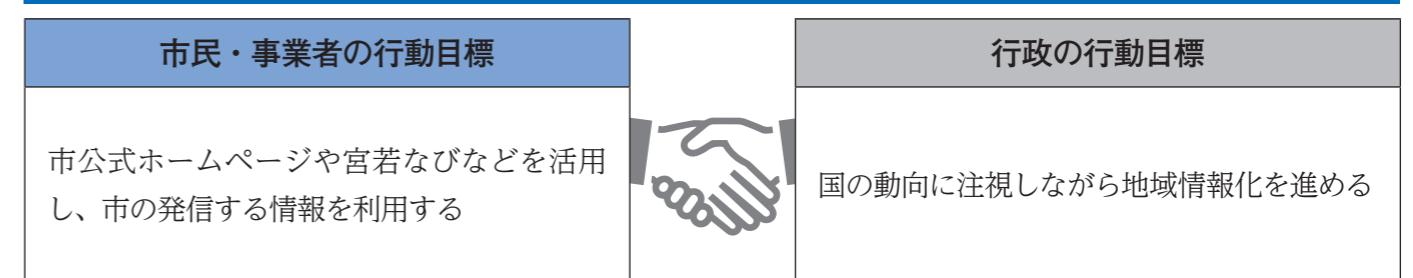 市民・事業者の行動目標
市公式ホームページや宮若なびなどを活用
し、市の発信する情報を利用する
行政の行動目標
国の動向に注視しながら地域情報化を進める